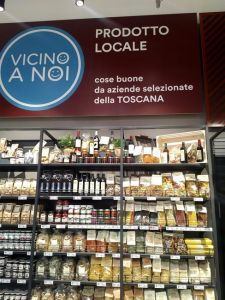 VICINO
A NOI
PRODOTTO
LOCALE
cose buone
da aziende selezionate
della TOSCANA